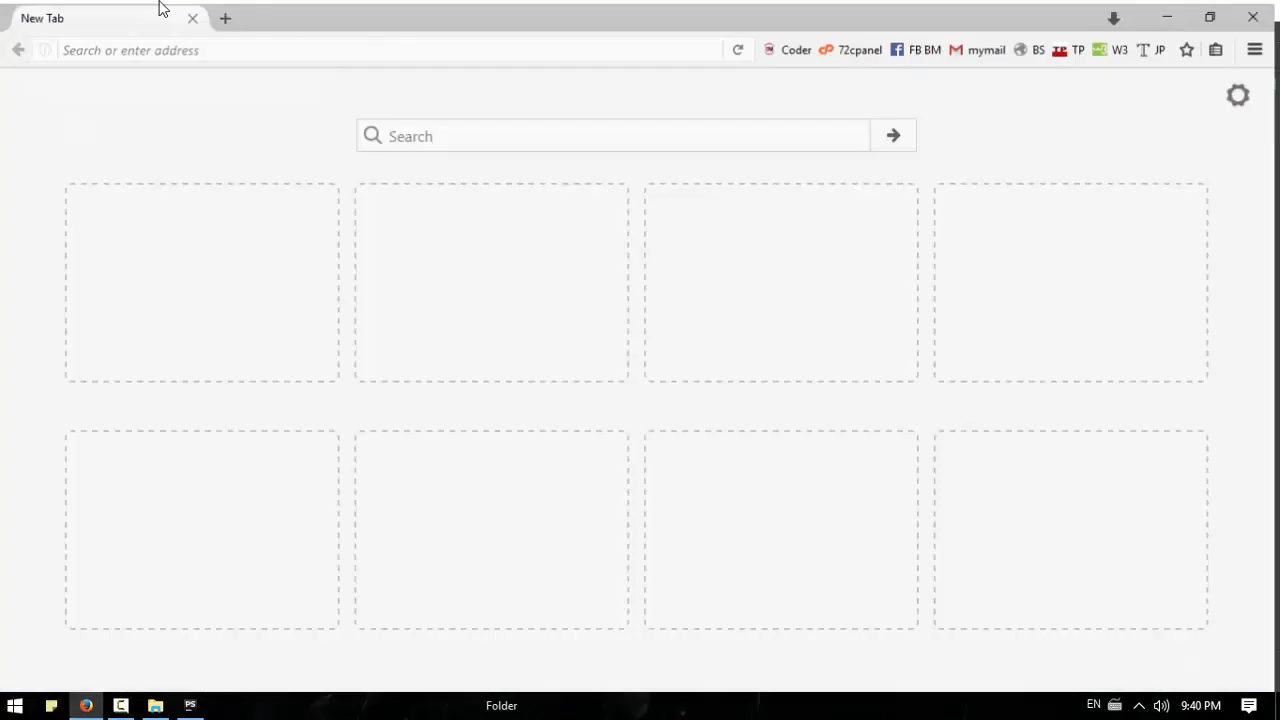 New Tab
Search or enter address
Coder 72cpanel FB BM mymail BS TP W3 JP
Search
Folder
EN 9:40 PM